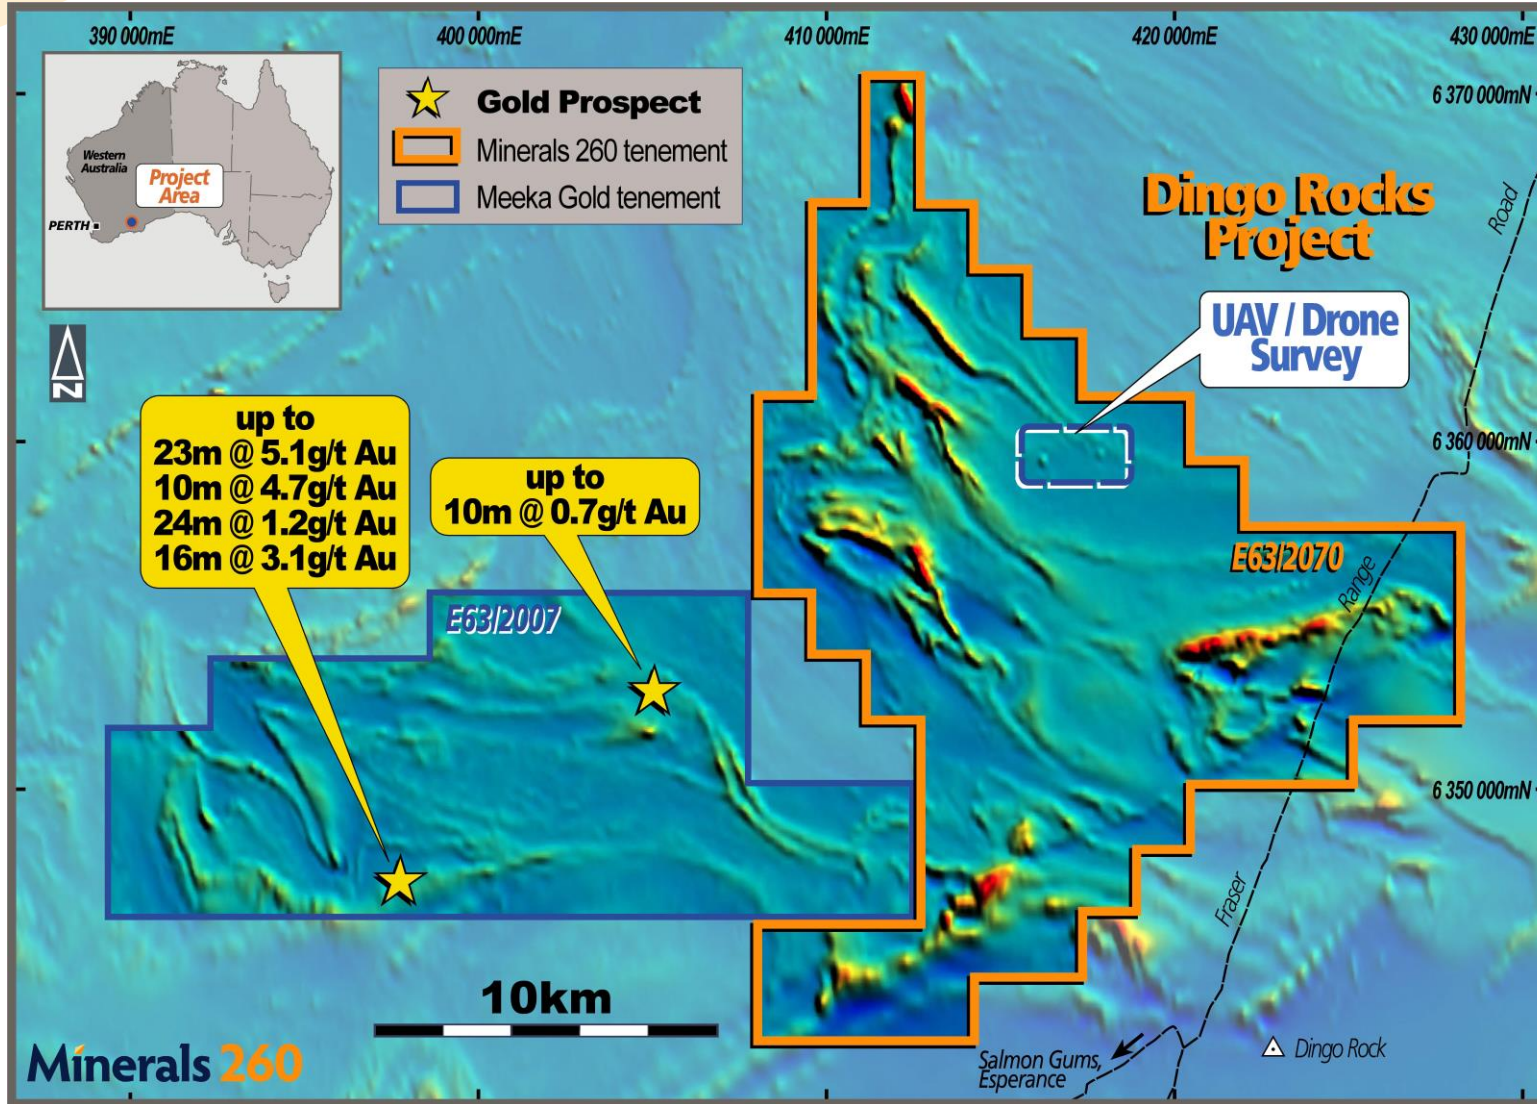 390 000mE
400 000mE
410 000mE
420 000mE
430 000mE
6 370 000mN
6 360 000mN
6 350 000mN
Western
Australia
Project
Area
PERTH
Gold Prospect
Minerals 260 tenement
Meeka Gold tenement
Dingo Rocks
Project
Road
UAV / Drone
Survey
N
up to
23m @ 5.1g/t Au
10m @ 4.7g/t Au
24m @ 1.2g/t Au
16m @ 3.1g/t Au
up to
10m @ 0.7g/t Au
E63/2070
Range
E63/2007
Fraser
10km
Minerals 260
Salmon Gums,
Esperance
Dingo Rock